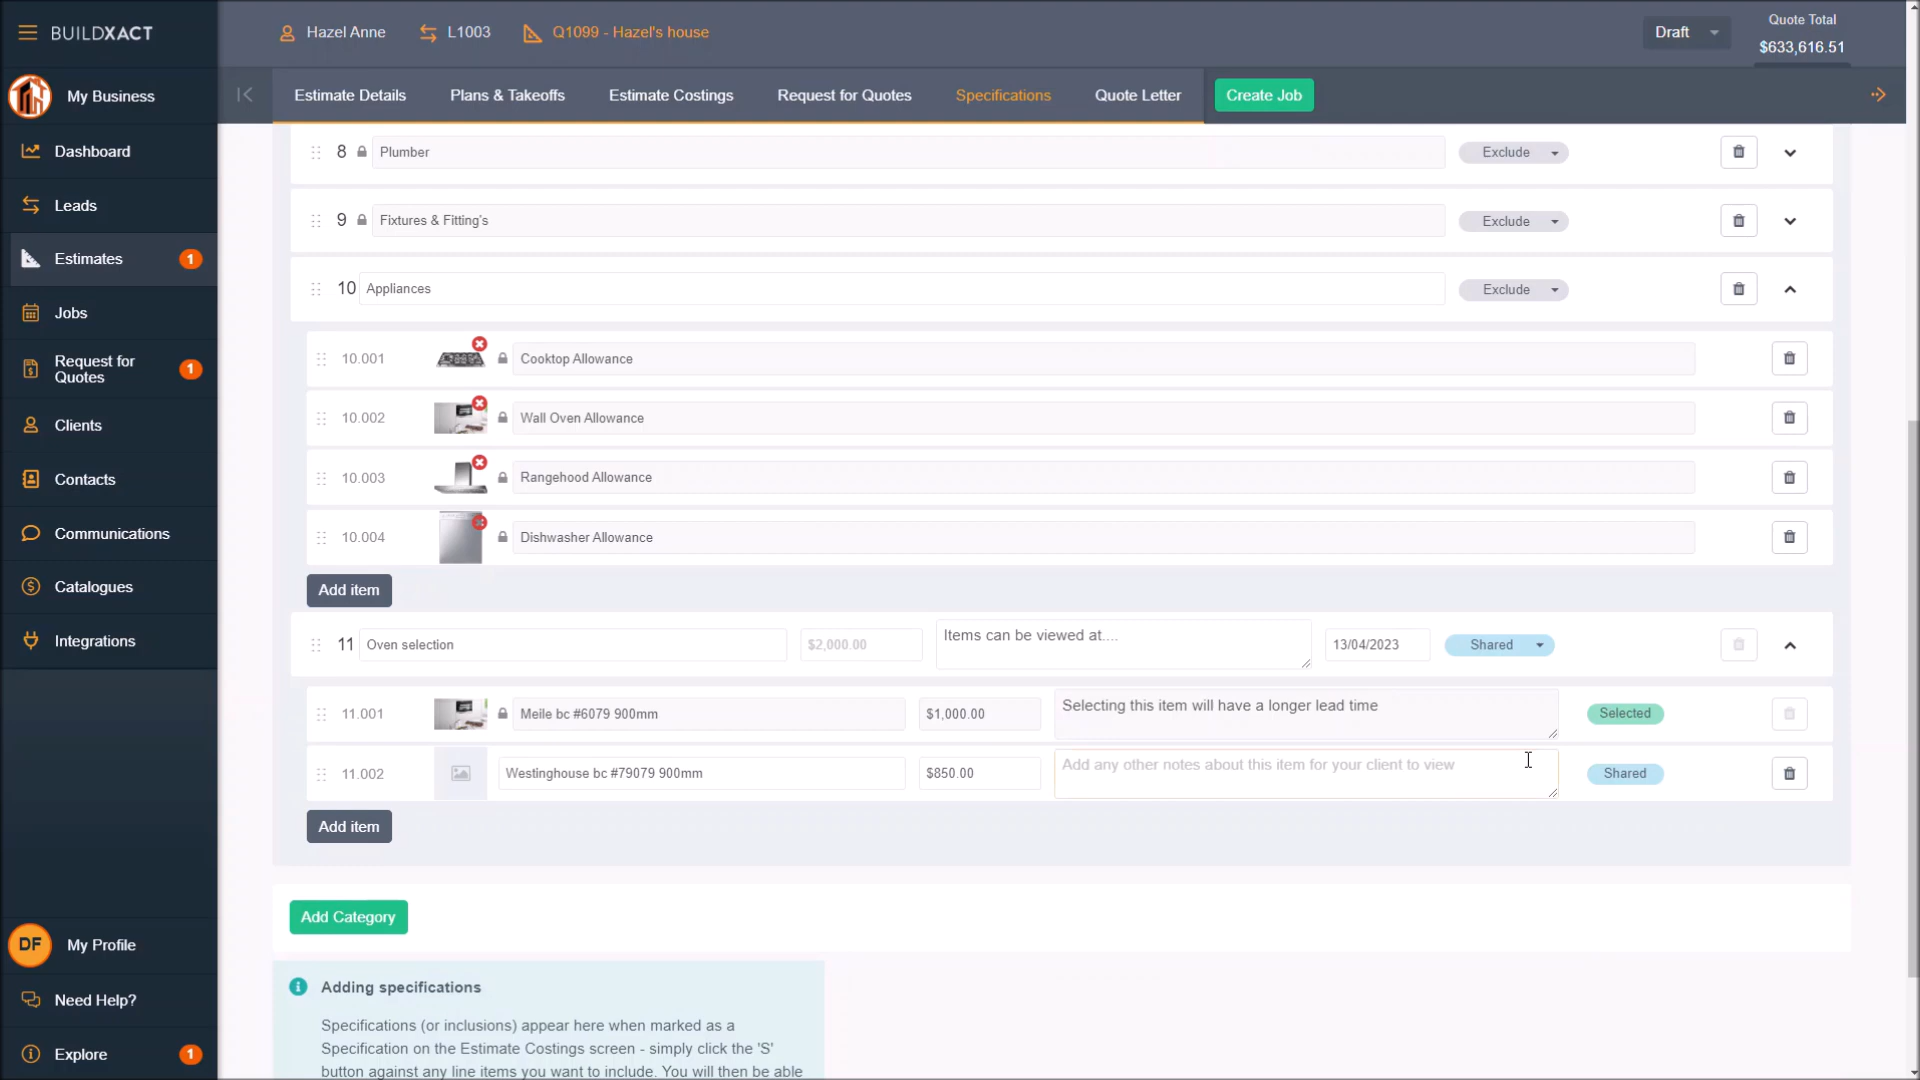 BUILDXACT
Hazel Anne
L1003
Q1099 - Hazel's house
Draft
Quote Total
$633,616.51
My Business
Estimate Details
Plans & Takeoffs
Estimate Costings
Request for Quotes
Specifications
Quote Letter
Create Job
Dashboard
Leads
Estimates
1
Jobs
Request for
Quotes
1
Clients
Contacts
Communications
Catalogues
Integrations
DF
My Profile
Need Help?
Explore
1
8
Plumber
Exclude
9
Fixtures & Fitting's
Exclude
10
Appliances
Exclude
10.001
Cooktop Allowance
10.002
Wall Oven Allowance
10.003
Rangehood Allowance
10.004
Dishwasher Allowance
Add item
11
Oven selection
$2,000.00
Items can be viewed at....
13/04/2023
Shared
11.001
Meile bc #6079 900mm
$1,000.00
Selecting this item will have a longer lead time
Selected
11.002
Westinghouse bc #79079 900mm
$850.00
Add any other notes about this item for your client to view
Shared
Add item
Add Category
Adding specifications
Specifications (or inclusions) appear here when marked as a
Specification on the Estimate Costings screen - simply click the 'S'
button against any line items you want to include. You will then be able